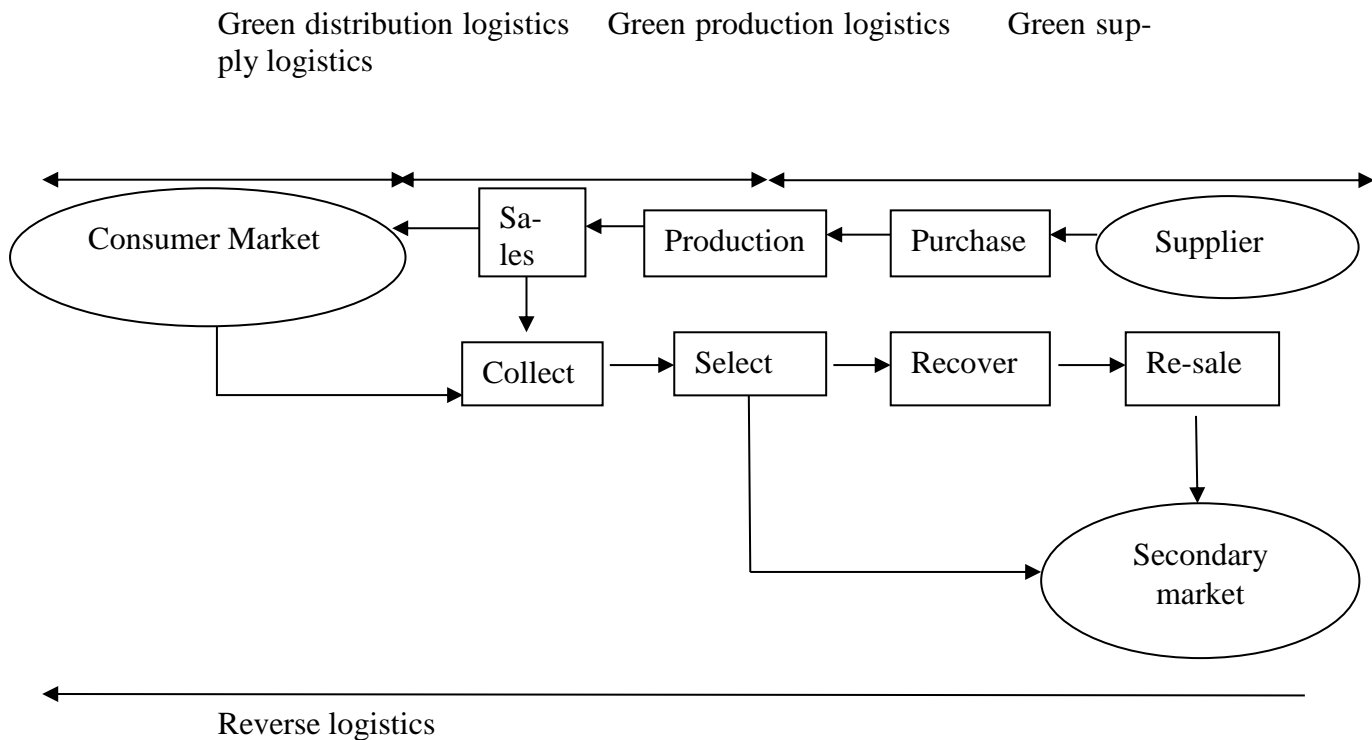 Green distribution logistics Green production logistics Green sup-
ply logistics
Consumer Market
Sa-
les
Production
Purchase
Supplier
Collect
Select
Recover
Re-sale
Secondary
market
Reverse logistics